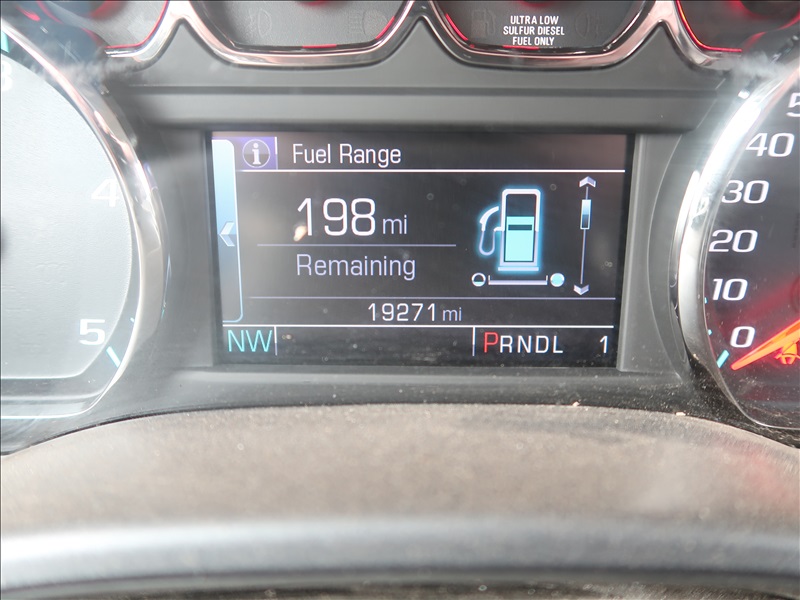 ULTRA LOW
SULFUR DIESEL
FUEL ONLY
i Fuel Range
198 mi
Remaining
19271 mi
NW PRNDL 1
4
5
5
40
30
20
10
0